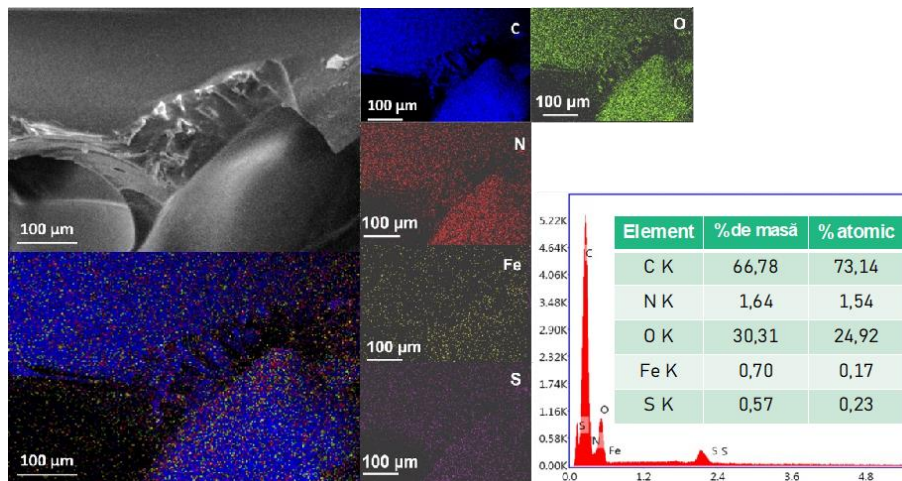 C
O
100 µm
100 µm
N
100 µm
100 µm
Fe
100 µm
S
100 µm
100 µm
5.22K
4.64K
4.06K
3.48K
2.90K
2.32K
1.74K
1.16K
0.58K
0.00K
C
S
N
O
Fe
S S
0.0
1.2
2.4
3.6
4.8
Element % de masă % atomic
C K 66,78 73,14
N K 1,64 1,54
O K 30,31 24,92
Fe K 0,70 0,17
S K 0,57 0,23